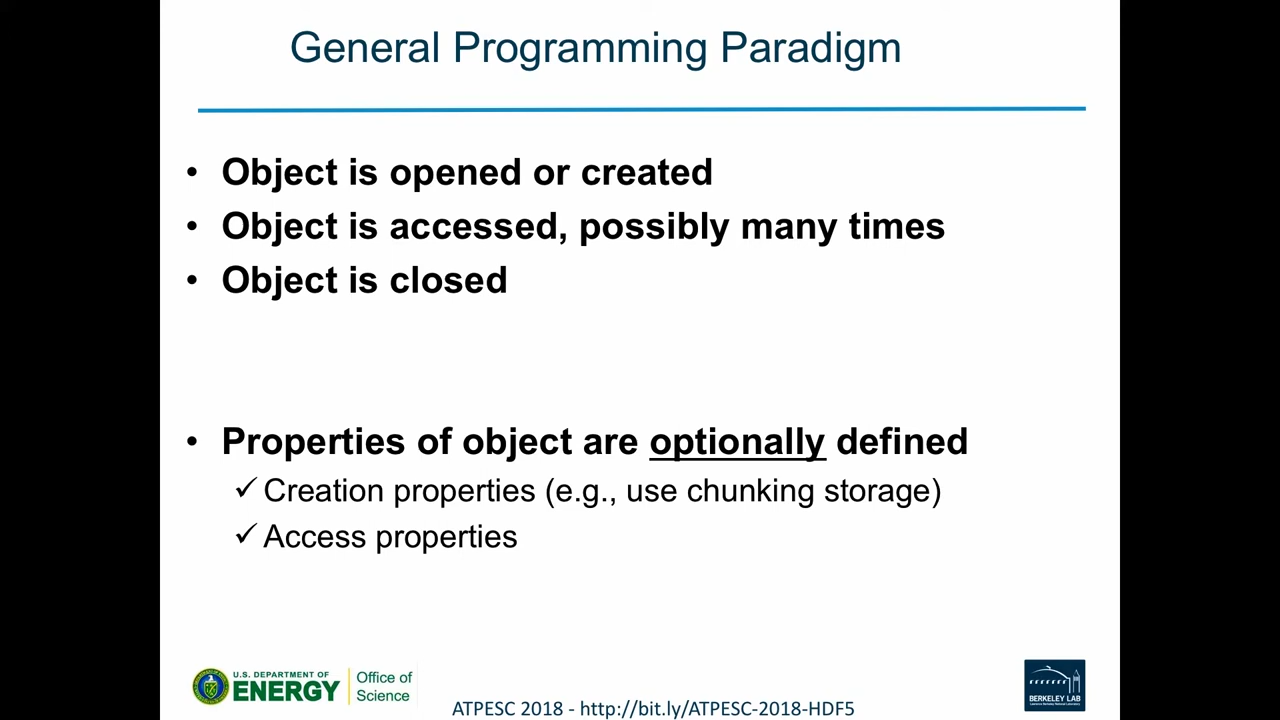 General Programming Paradigm
• Object is opened or created
• Object is accessed, possibly many times
• Object is closed
• Properties of object are optionally defined
✓ Creation properties (e.g., use chunking storage)
✓ Access properties
U.S. DEPARTMENT OF
ENERGY
Office of
Science
ATPESC 2018 - http://bit.ly/ATPESC-2018-HDF5
BERKELEY LAB